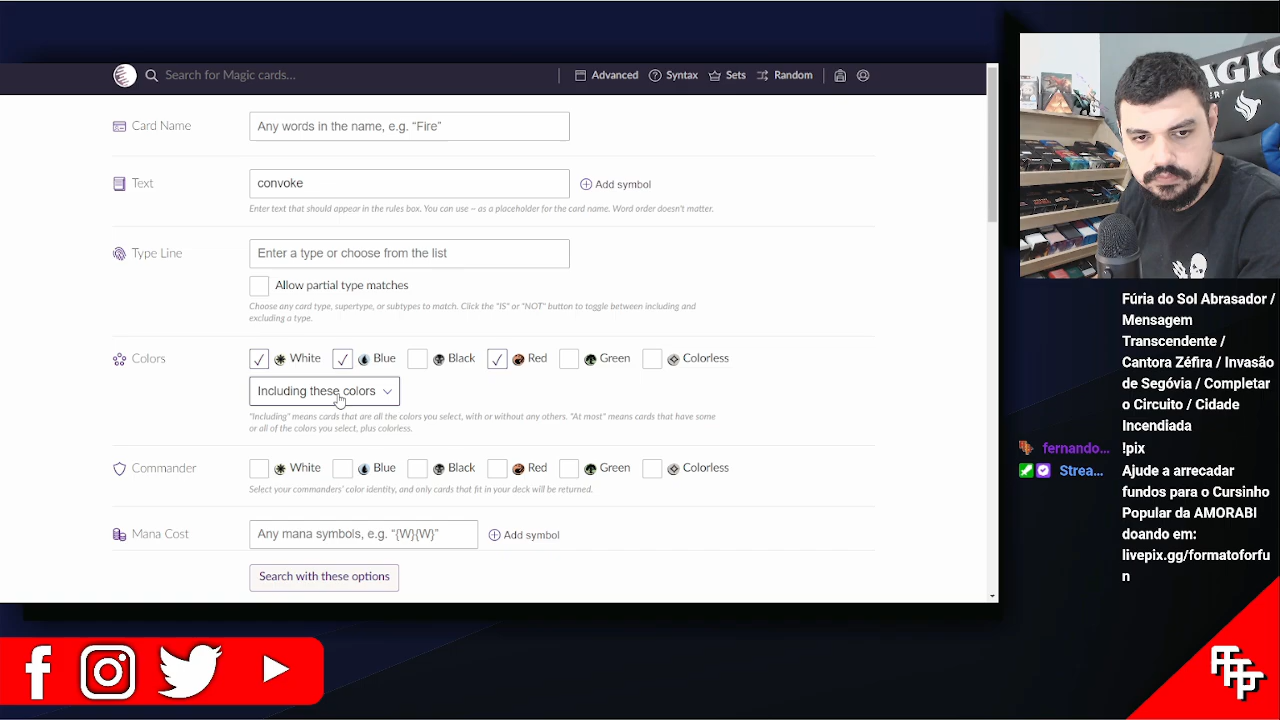 Search for Magic cards...
Advanced
Syntax
Sets
Random
Card Name
Any words in the name, e.g. “Fire”
Text
convoke
Add symbol
Enter text that should appear in the rules box. You can use ~ as a placeholder for the card name. Word order doesn't matter.
Type Line
Enter a type or choose from the list
Allow partial type matches
Choose any card type, supertype, or subtypes to match. Click the "IS" or "NOT" button to toggle between including and
excluding a type.
Colors
White
Blue
Black
Red
Green
Colorless
Including these colors
"Including" means cards that are all the colors you select, with or without any others. "At most" means cards that have some
or all of the colors you select, plus colorless.
Commander
White
Blue
Black
Red
Green
Colorless
Select your commanders' color identity, and only cards that fit in your deck will be returned.
Mana Cost
Any mana symbols, e.g. “{W}{W}”
Add symbol
Search with these options
Fúria do Sol Abrasador /
Mensagem
Transcendente /
Cantora Zéfira / Invasão
de Segóvia / Completar
o Circuito / Cidade
Incendiada
fernando... !pix
Strea... Ajude a arrecadar
fundos para o Cursinho
Popular da AMORABI
doando em:
livepix.gg/formatoforfu
n